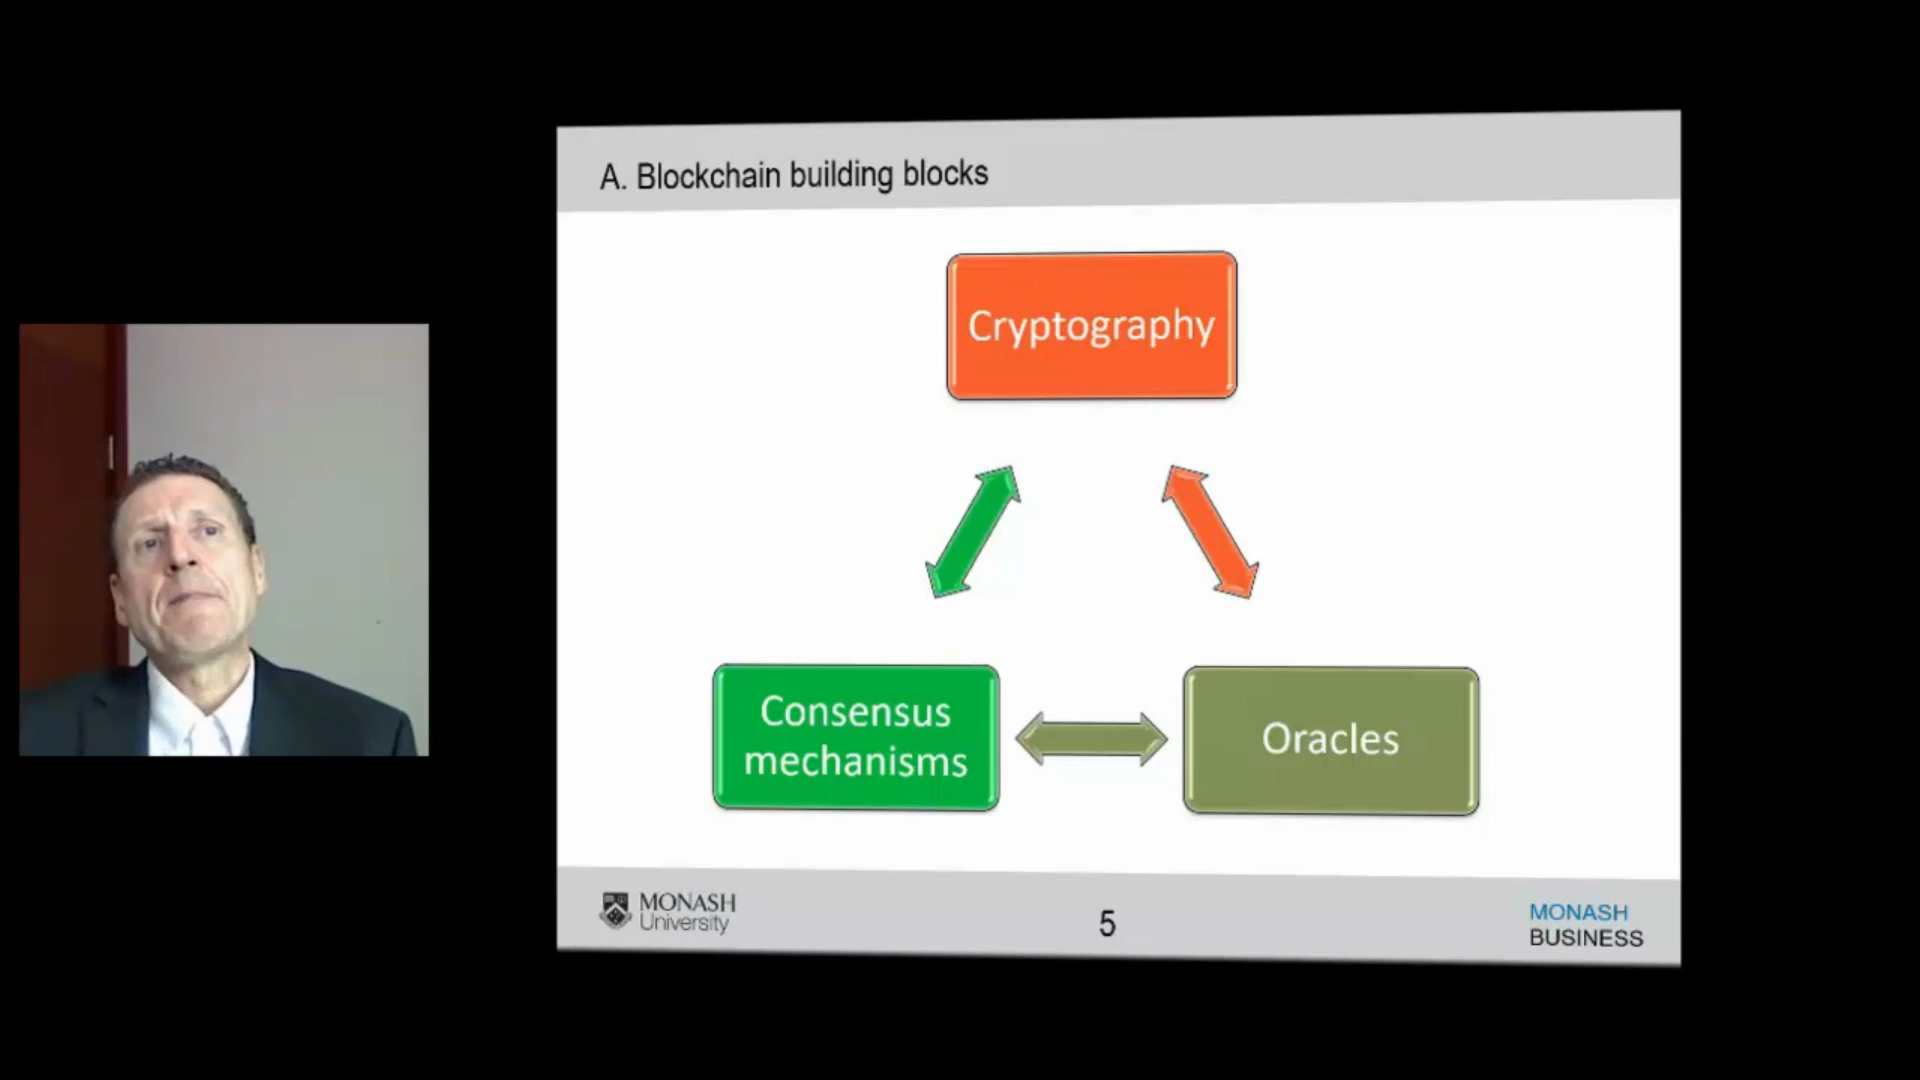 A. Blockchain building blocks
Cryptography
Consensus
mechanisms
Oracles
MONASH
University
5
MONASH
BUSINESS